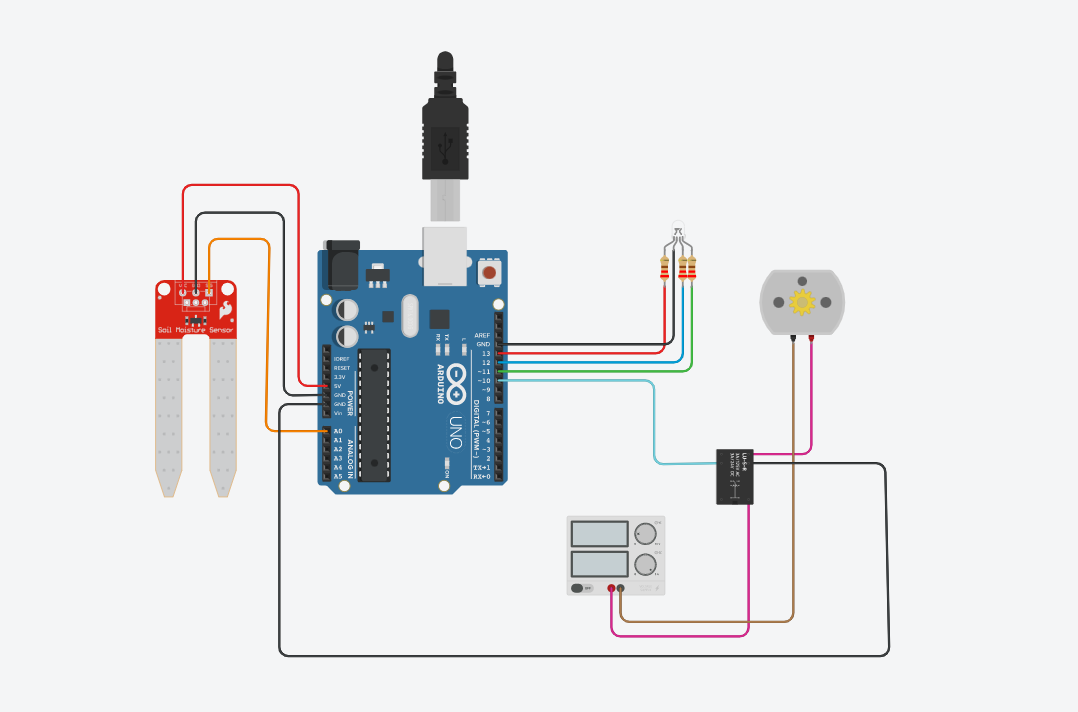 Soil Moisture Sensor
IOREF
RESET
3.3V
5V
GND
GND
Vin
POWER
A0
A1
A2
A3
A4
A5
ANALOG IN
RX
TX
L
ARDUINO
UNO
ON
AREF
GND
13
12
~11
~10
~9
8
7
~6
~5
4
~3
2
TX→1
RX←0
DIGITAL (PWM~)